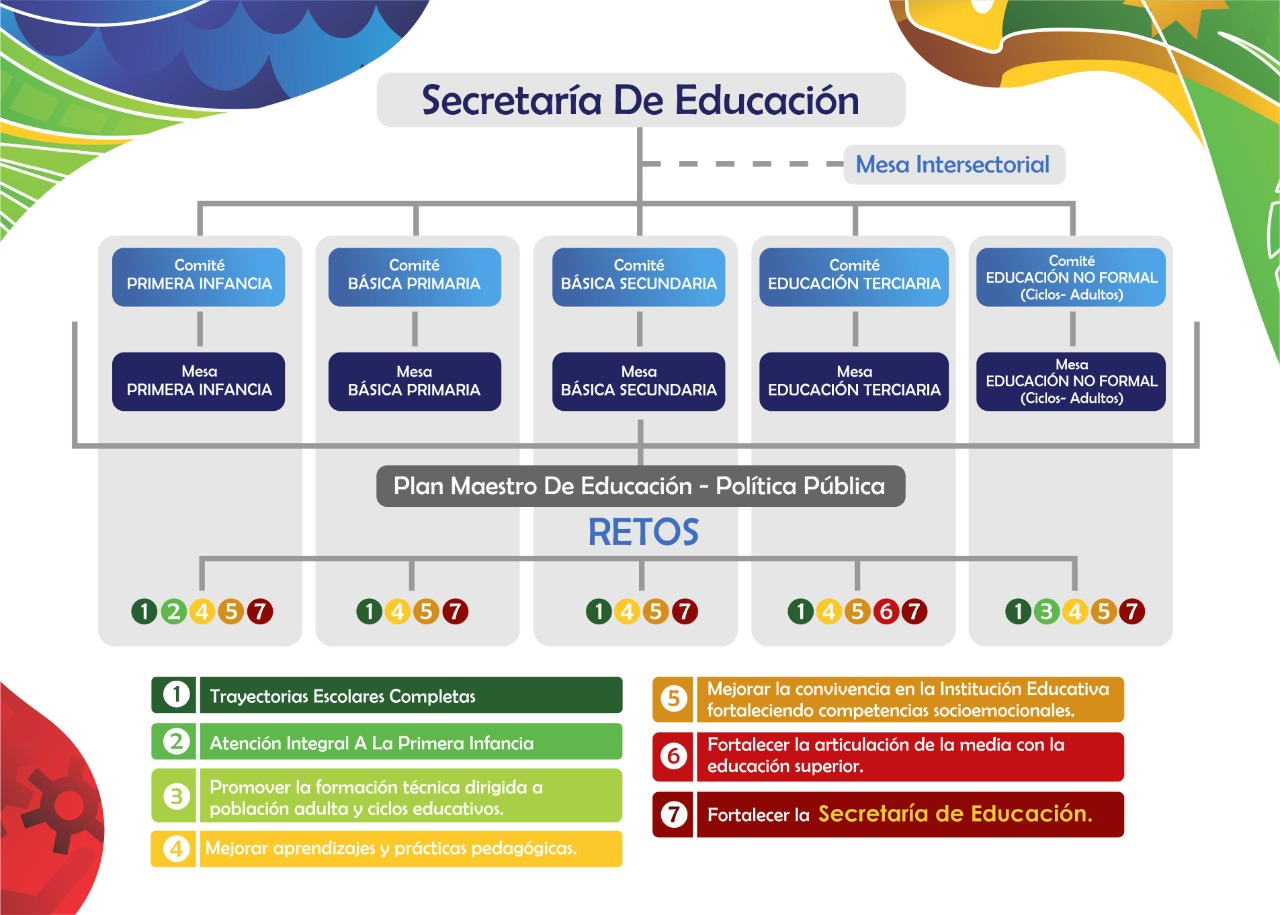 Secretaría De Educación
Mesa Intersectorial
Comité
PRIMERA INFANCIA
Comité
BÁSICA PRIMARIA
Comité
BÁSICA SECUNDARIA
Comité
EDUCACIÓN TERCIARIA
Comité
EDUCACIÓN NO FORMAL
(Ciclos- Adultos)
Mesa
PRIMERA INFANCIA
Mesa
BÁSICA PRIMARIA
Mesa
BÁSICA SECUNDARIA
Mesa
EDUCACIÓN TERCIARIA
Mesa
EDUCACIÓN NO FORMAL
(Ciclos- Adultos)
Plan Maestro De Educación - Política Pública
RETOS
1 2 4 5 7
1 4 5 7
1 4 5 7
1 4 5 6 7
1 3 4 5 7
1 Trayectorias Escolares Completas
2 Atención Integral A La Primera Infancia
3 Promover la formación técnica dirigida a
población adulta y ciclos educativos.
4 Mejorar aprendizajes y prácticas pedagógicas.
5 Mejorar la convivencia en la Institución Educativa
fortaleciendo competencias socioemocionales.
6 Fortalecer la articulación de la media con la
educación superior.
7 Fortalecer la Secretaría de Educación.